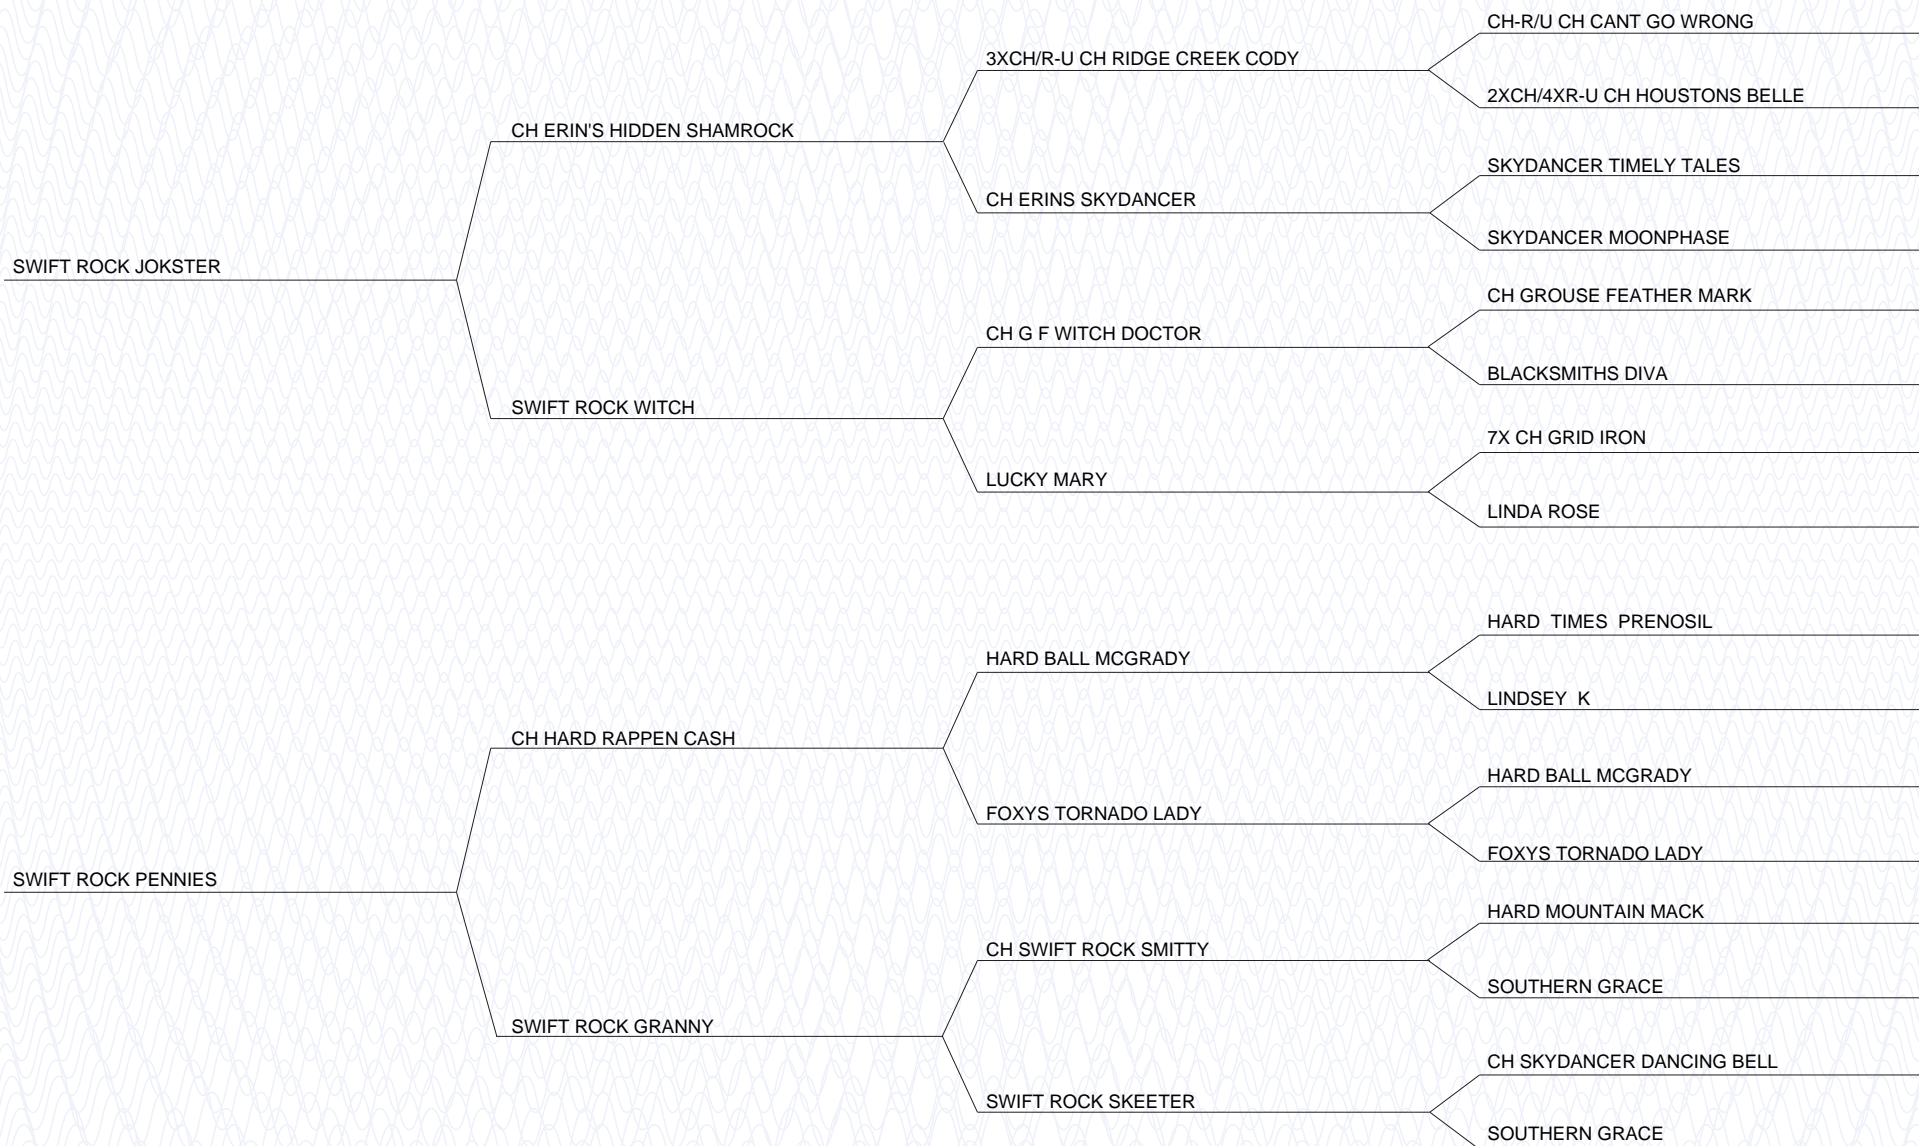 CH-R/U CH CANT GO WRONG
3XCH/R-U CH RIDGE CREEK CODY
2XCH/4XR-U CH HOUSTONS BELLE
CH ERIN'S HIDDEN SHAMROCK
SKYDANCER TIMELY TALES
CH ERINS SKYDANCER
SKYDANCER MOONPHASE
SWIFT ROCK JOKSTER
CH GROUSE FEATHER MARK
CH G F WITCH DOCTOR
BLACKSMITHS DIVA
SWIFT ROCK WITCH
7X CH GRID IRON
LUCKY MARY
LINDA ROSE
HARD TIMES PRENOSIL
HARD BALL MCGRADY
LINDSEY K
CH HARD RAPPEN CASH
HARD BALL MCGRADY
FOXYS TORNADO LADY
FOXYS TORNADO LADY
SWIFT ROCK PENNIES
HARD MOUNTAIN MACK
CH SWIFT ROCK SMITTY
SOUTHERN GRACE
SWIFT ROCK GRANNY
CH SKYDANCER DANCING BELL
SWIFT ROCK SKEETER
SOUTHERN GRACE